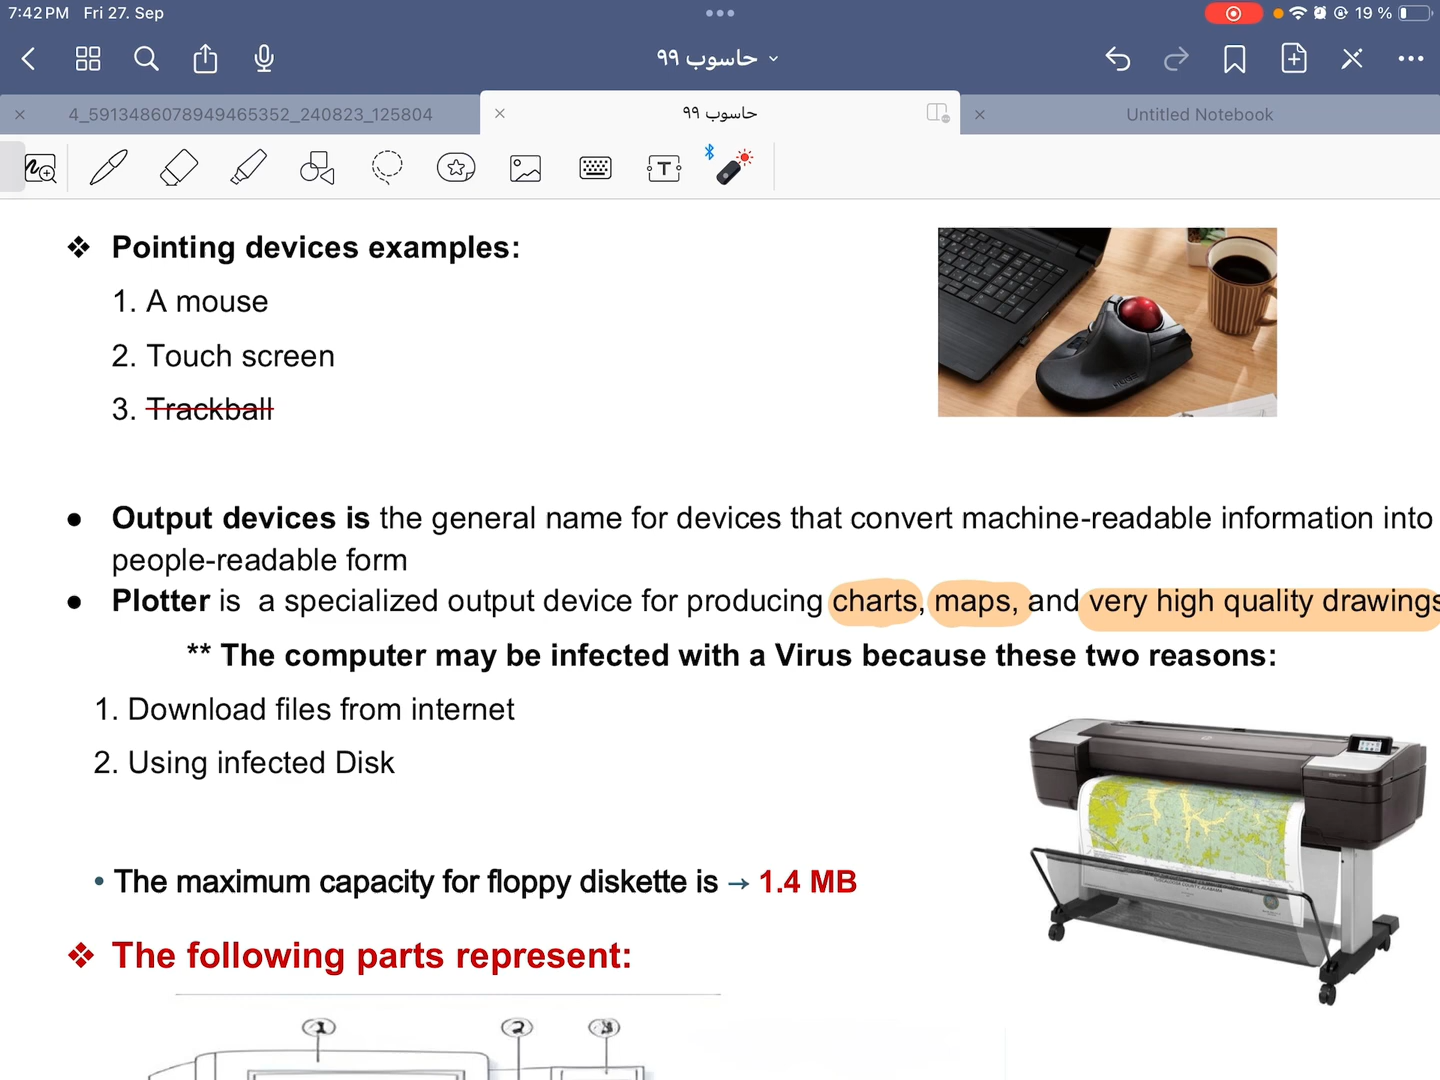 7:42 PM Fri 27. Sep
19 %
حاسوب ٩٩
4_5913486078949465352_240823_125804
حاسوب ٩٩
Untitled Notebook
❖ Pointing devices examples:
1. A mouse
2. Touch screen
3. Trackball
● Output devices is the general name for devices that convert machine-readable information into
people-readable form
● Plotter is a specialized output device for producing charts, maps, and very high quality drawings
** The computer may be infected with a Virus because these two reasons:
1. Download files from internet
2. Using infected Disk
• The maximum capacity for floppy diskette is → 1.4 MB
❖ The following parts represent:
1 2 3